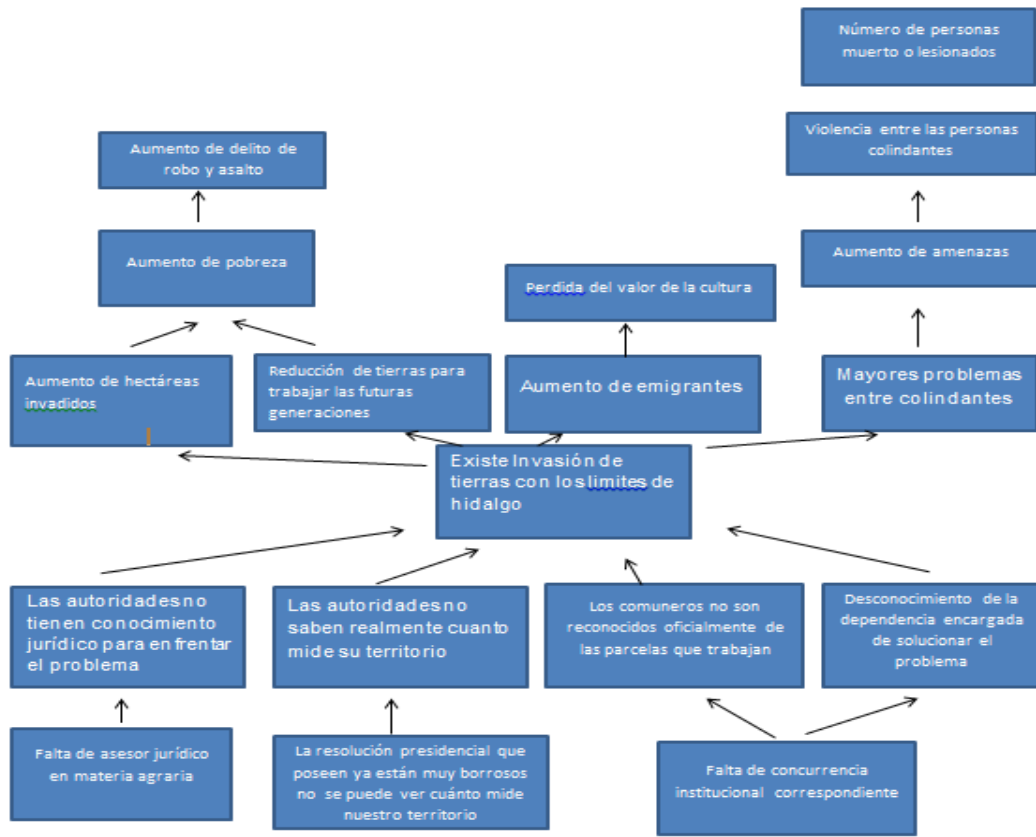 Número de personas
muerto o lesionados
Violencia entre las personas
colindantes
Aumento de delito de
robo y asalto
Aumento de pobreza
Aumento de amenazas
Perdida del valor de la cultura
Aumento de hectáreas
invadidos
Reducción de tierras para
trabajar las futuras
generaciones
Aumento de emigrantes
Mayores problemas
entre colindantes
Existe Invasión de
tierras con los limites de
hidalgo
Las autoridades no
tienen conocimiento
jurídico para enfrentar
el problema
Las autoridades no
saben realmente cuanto
mide su territorio
Los comuneros no son
reconocidos oficialmente de
las parcelas que trabajan
Desconocimiento de la
dependencia encargada
de solucionar el
problema
Falta de asesor jurídico
en materia agraria
La resolución presidencial que
poseen ya están muy borrosos
no se puede ver cuánto mide
nuestro territorio
Falta de concurrencia
institucional correspondiente